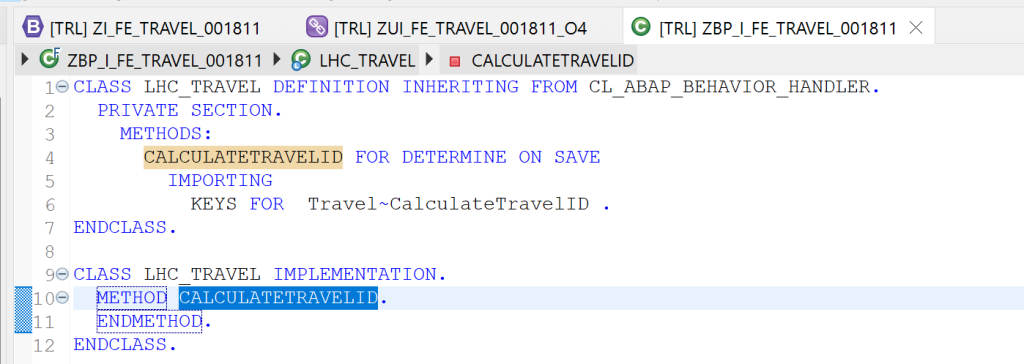 [TRL] ZI_FE_TRAVEL_001811 [TRL] ZUI_FE_TRAVEL_001811_O4 [TRL] ZBP_I_FE_TRAVEL_001811
ZBP_I_FE_TRAVEL_001811 LHC_TRAVEL CALCULATETRAVELID
1 CLASS LHC_TRAVEL DEFINITION INHERITING FROM CL_ABAP_BEHAVIOR_HANDLER.
2 PRIVATE SECTION.
3 METHODS:
4 CALCULATETRAVELID FOR DETERMINE ON SAVE
5 IMPORTING
6 KEYS FOR Travel~CalculateTravelID .
7 ENDCLASS.
8
9 CLASS LHC_TRAVEL IMPLEMENTATION.
10 METHOD CALCULATETRAVELID.
11 ENDMETHOD.
12 ENDCLASS.